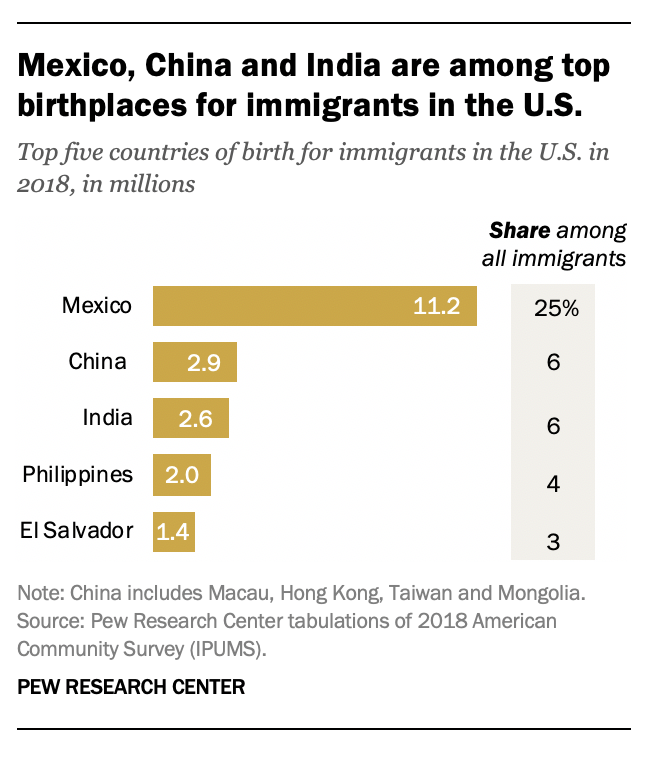 Mexico, China and India are among top
birthplaces for immigrants in the U.S.
Top five countries of birth for immigrants in the U.S. in
2018, in millions
Share among
all immigrants
Mexico 11.2 25%
China 2.9 6
India 2.6 6
Philippines 2.0 4
El Salvador 1.4 3
Note: China includes Macau, Hong Kong, Taiwan and Mongolia.
Source: Pew Research Center tabulations of 2018 American
Community Survey (IPUMS).
PEW RESEARCH CENTER